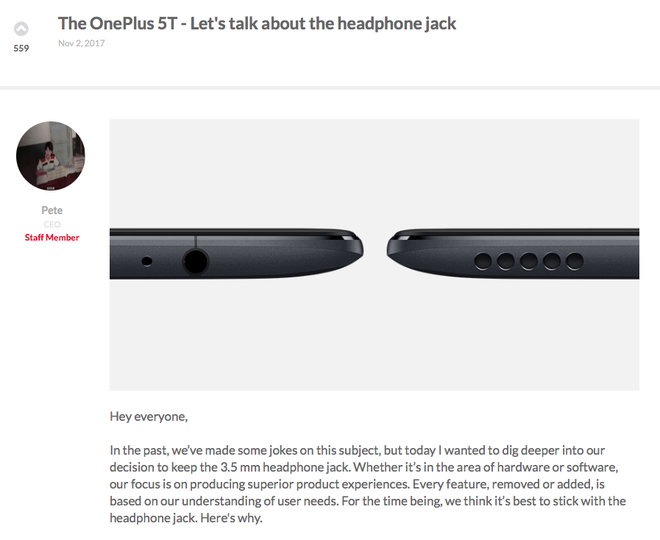 The OnePlus 5T - Let's talk about the headphone jack
559
Nov 2, 2017
Pete
CEO
Staff Member
Hey everyone,
In the past, we've made some jokes on this subject, but today I wanted to dig deeper into our
decision to keep the 3.5 mm headphone jack. Whether it's in the area of hardware or software,
our focus is on producing superior product experiences. Every feature, removed or added, is
based on our understanding of user needs. For the time being, we think it's best to stick with the
headphone jack. Here's why.